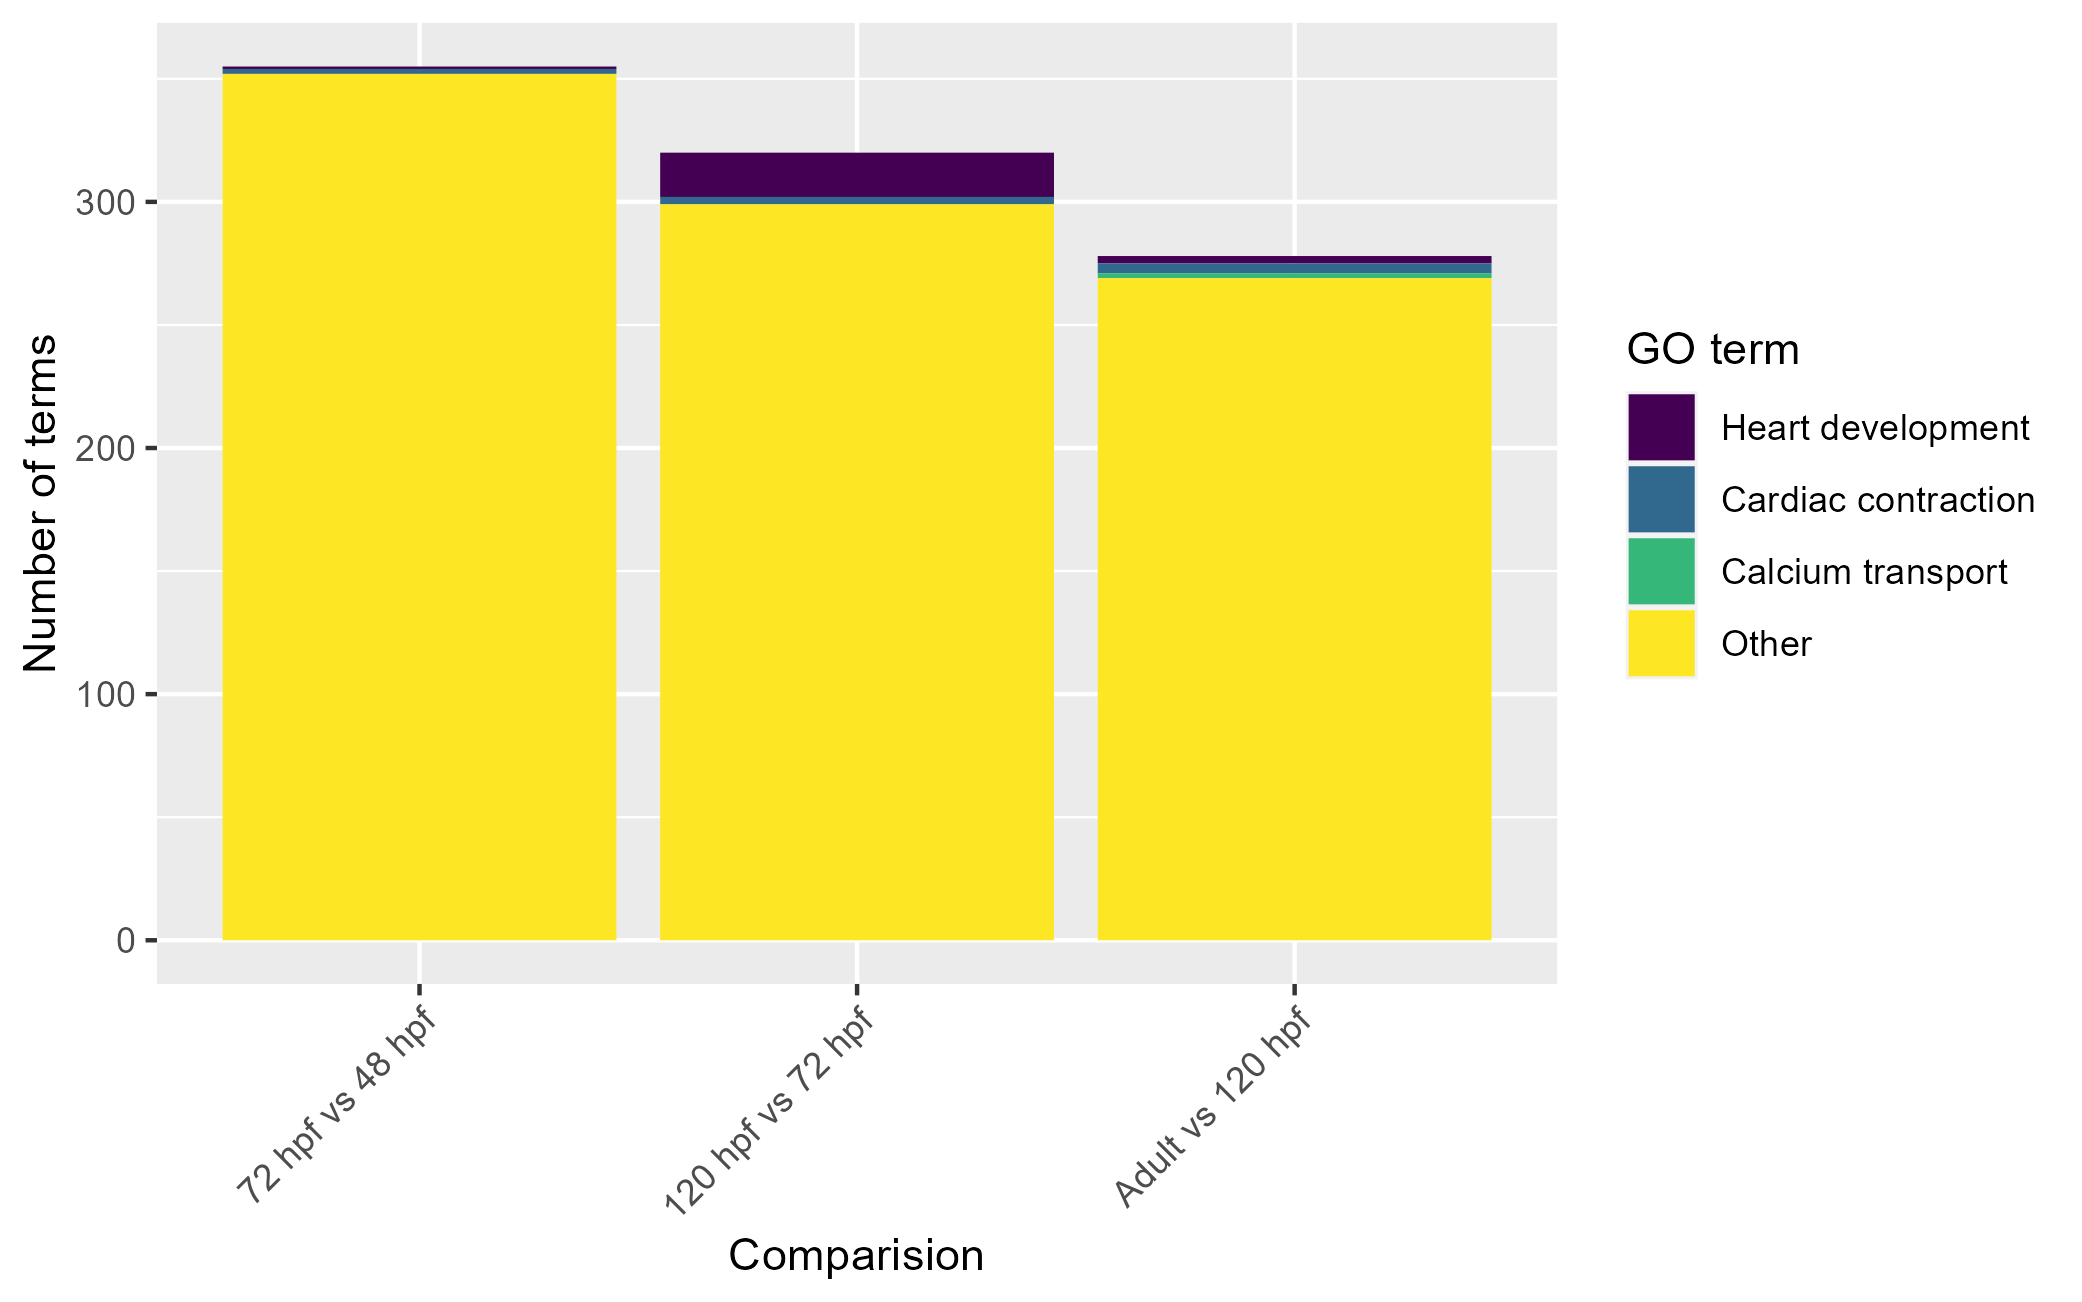 Number of terms
300
200
100
0
72 hpf vs 48 hpf
120 hpf vs 72 hpf
Adult vs 120 hpf
Comparision
GO term
Heart development
Cardiac contraction
Calcium transport
Other